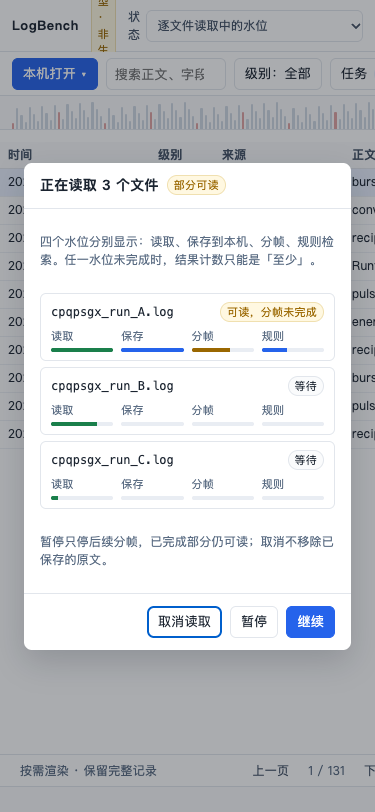 LogBench
型
·
非
生
状
态
逐文件读取中的水位
本机打开 ▾
搜索正文、字段
级别：全部
任务
时间 级别 来源 正文
正在读取 3 个文件 部分可读
四个水位分别显示：读取、保存到本机、分帧、规则检
索。任一水位未完成时，结果计数只能是「至少」。
cpqpsgx_run_A.log 可读，分帧未完成
读取 保存 分帧 规则
cpqpsgx_run_B.log 等待
读取 保存 分帧 规则
cpqpsgx_run_C.log 等待
读取 保存 分帧 规则
暂停只停后续分帧，已完成部分仍可读；取消不移除已
保存的原文。
取消读取 暂停 继续
按需渲染 · 保留完整记录 上一页 1 / 131 下